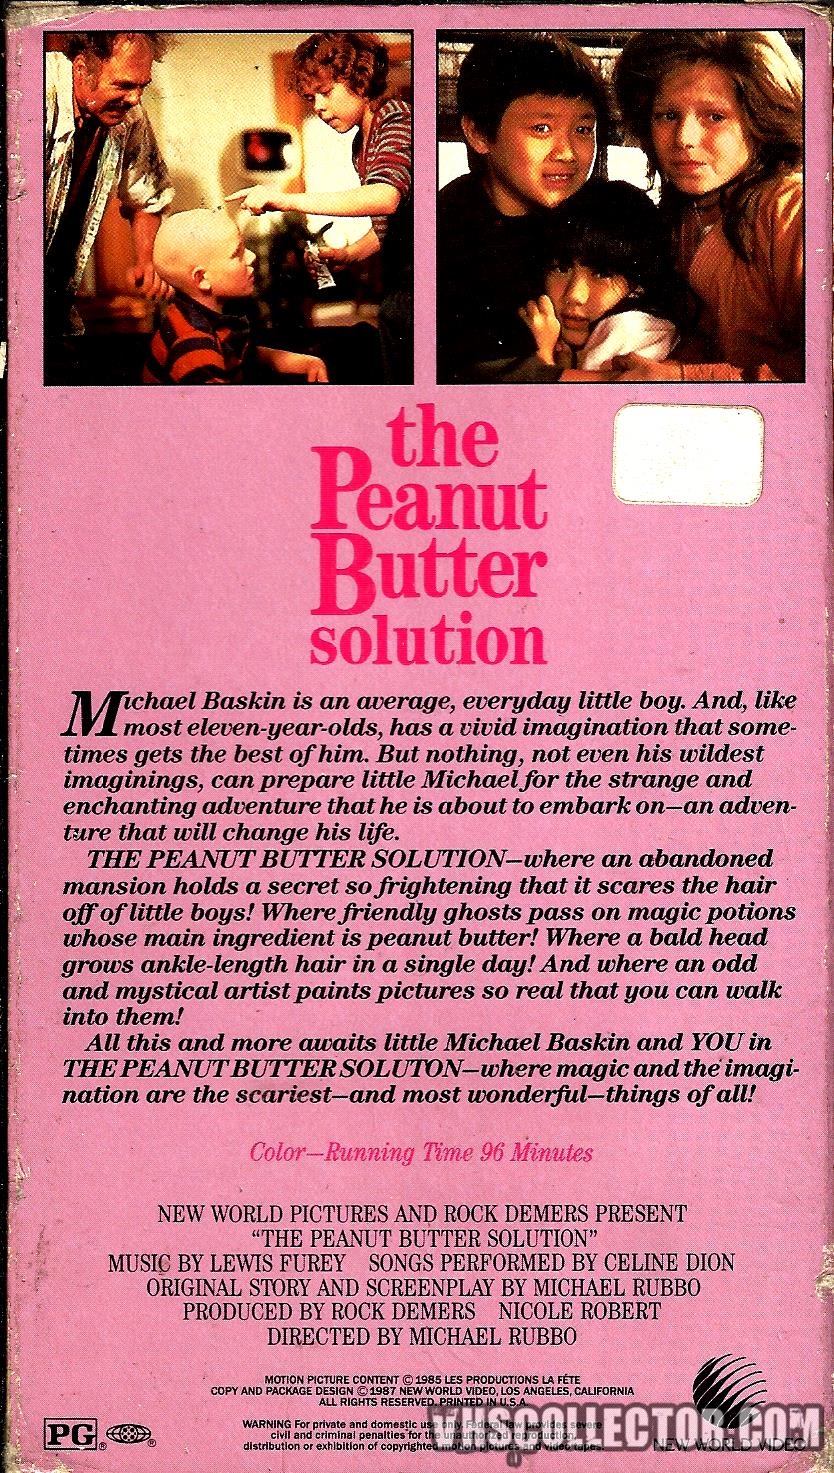 the
Peanut
Butter
solution
Michael Baskin is an average, everyday little boy. And, like
most eleven-year-olds, has a vivid imagination that some-
times gets the best of him. But nothing, not even his wildest
imaginings, can prepare little Michael for the strange and
enchanting adventure that he is about to embark on—an adven-
ture that will change his life.
THE PEANUT BUTTER SOLUTION—where an abandoned
mansion holds a secret so frightening that it scares the hair
off of little boys! Where friendly ghosts pass on magic potions
whose main ingredient is peanut butter! Where a bald head
grows ankle-length hair in a single day! And where an odd
and mystical artist paints pictures so real that you can walk
into them!
All this and more awaits little Michael Baskin and YOU in
THE PEANUT BUTTER SOLUTON—where magic and the imagi-
nation are the scariest—and most wonderful—things of all!
Color—Running Time 96 Minutes
NEW WORLD PICTURES AND ROCK DEMERS PRESENT
“THE PEANUT BUTTER SOLUTION”
MUSIC BY LEWIS FUREY SONGS PERFORMED BY CELINE DION
ORIGINAL STORY AND SCREENPLAY BY MICHAEL RUBBO
PRODUCED BY ROCK DEMERS NICOLE ROBERT
DIRECTED BY MICHAEL RUBBO
MOTION PICTURE CONTENT © 1985 LES PRODUCTIONS LA FÉTE
COPY AND PACKAGE DESIGN © 1987 NEW WORLD VIDEO, LOS ANGELES, CALIFORNIA
ALL RIGHTS RESERVED. PRINTED IN U.S.A.
PG ® ®
WARNING For private and domestic use only. Federal law provides severe
civil and criminal penalties for the unauthorized reproduction,
distribution or exhibition of copyrighted motion pictures and video tapes.
NEW WORLD VIDEO
VHSCOLLECTOR.COM